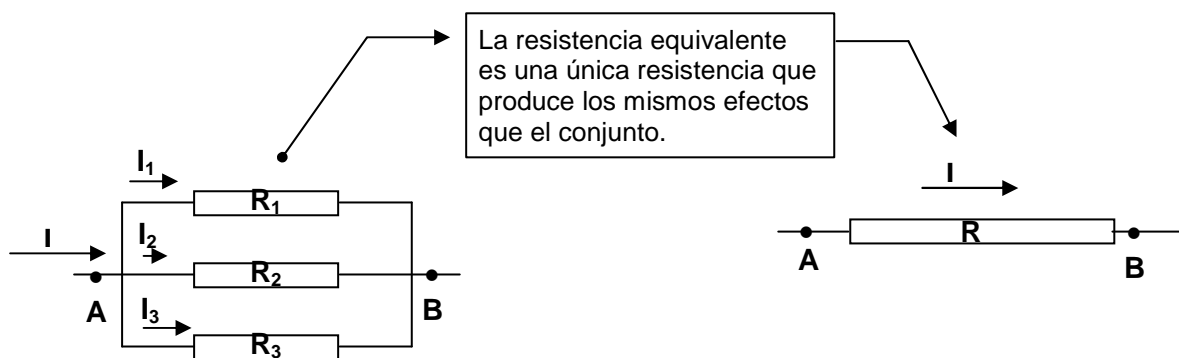 La resistencia equivalente
es una única resistencia que
produce los mismos efectos
que el conjunto.
I₁
R₁
I
I₂
R₂
A
B
I₃
R₃
I
R
A
B